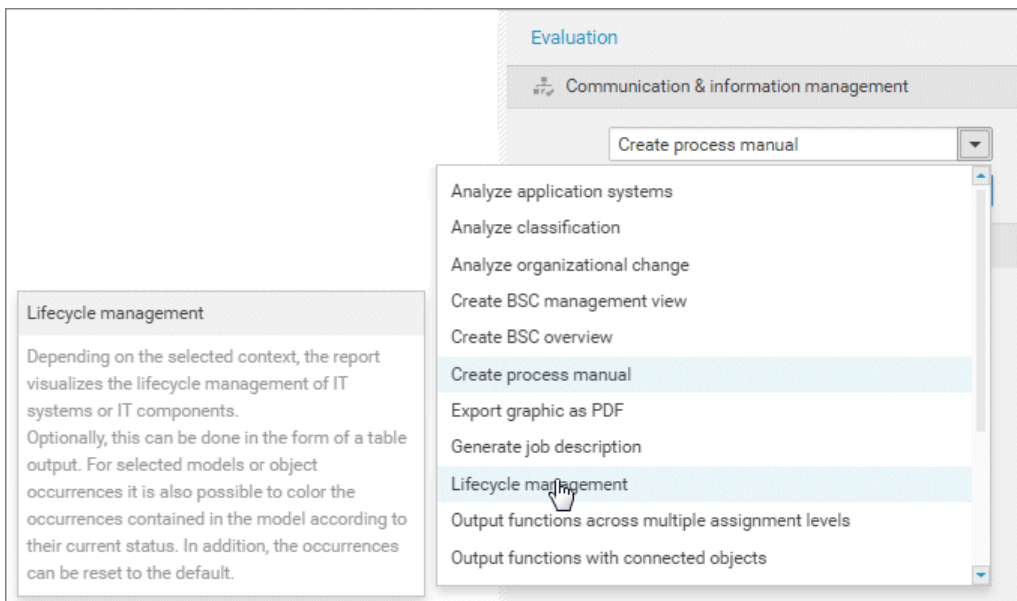 Evaluation
Communication & information management
Create process manual
Analyze application systems
Analyze classification
Analyze organizational change
Create BSC management view
Create BSC overview
Create process manual
Export graphic as PDF
Generate job description
Lifecycle management
Output functions across multiple assignment levels
Output functions with connected objects
Lifecycle management
Depending on the selected context, the report
visualizes the lifecycle management of IT
systems or IT components.
Optionally, this can be done in the form of a table
output. For selected models or object
occurrences it is also possible to color the
occurrences contained in the model according to
their current status. In addition, the occurrences
can be reset to the default.